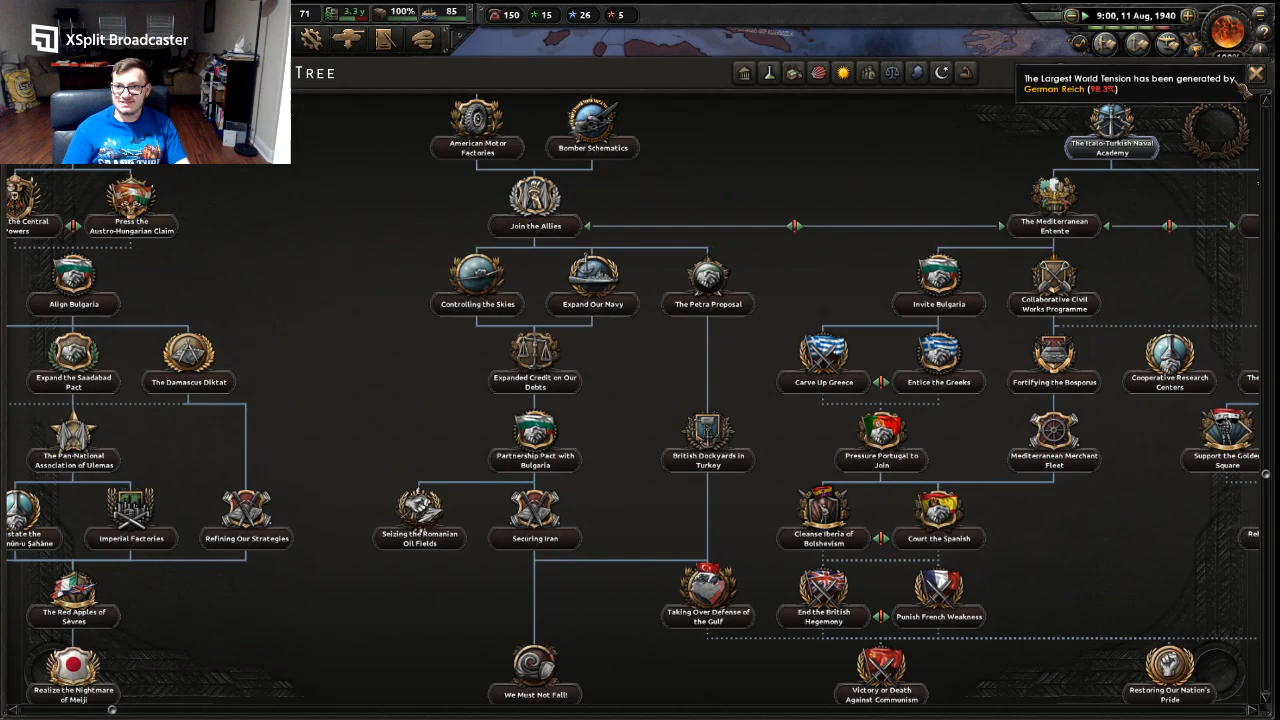 XSplit Broadcaster
71
3.3 y
100%
85
150
15
26
5
9:00, 11 Aug, 1940
TREE
The Largest World Tension has been generated by
German Reich (98.3%)
American Motor
Factories
Bomber Schematics
The Italo-Turkish Naval
Academy
the Central
Powers
Press the
Austro-Hungarian Claim
Join the Allies
The Mediterranean
Entente
Align Bulgaria
Controlling the Skies
Expand Our Navy
The Petra Proposal
Invite Bulgaria
Collaborative Civil
Works Programme
Expand the Saadabad
Pact
The Damascus Diktat
Expanded Credit on Our
Debts
Carve Up Greece
Entice the Greeks
Fortifying the Bosporus
Cooperative Research
Centers
The
The Pan-National
Association of Ulemas
Partnership Pact with
Bulgaria
British Dockyards in
Turkey
Pressure Portugal to
Join
Mediterranean Merchant
Fleet
Support the Golden
Square
state the
nûn-u Şahâne
Imperial Factories
Refining Our Strategies
Seizing the Romanian
Oil Fields
Securing Iran
Cleanse Iberia of
Bolshevism
Court the Spanish
Rel
The Red Apples of
Sèvres
Taking Over Defense of
the Gulf
End the British
Hegemony
Punish French Weakness
Realize the Nightmare
of Meiji
We Must Not Fall!
Victory or Death
Against Communism
Restoring Our Nation's
Pride